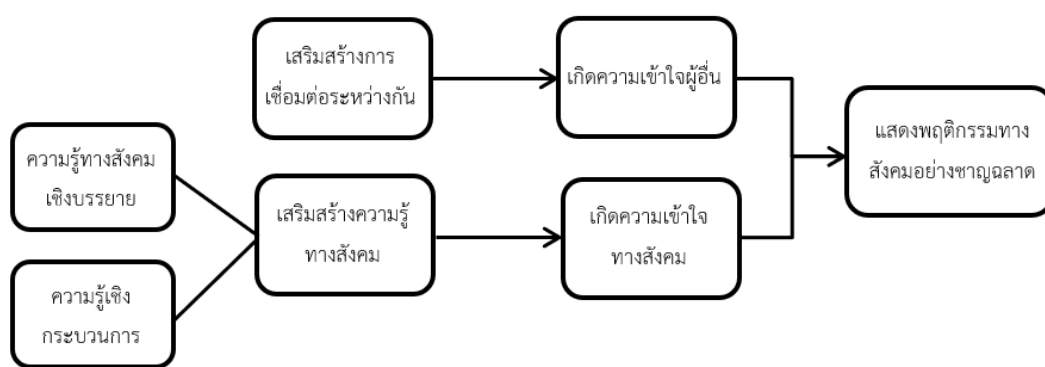 เสริมสร้างการ
เชื่อมต่อระหว่างกัน
เกิดความเข้าใจผู้อื่น
แสดงพฤติกรรมทาง
สังคมอย่างชาญฉลาด
ความรู้ทางสังคม
เชิงบรรยาย
เสริมสร้างความรู้
ทางสังคม
เกิดความเข้าใจ
ทางสังคม
ความรู้เชิง
กระบวนการ